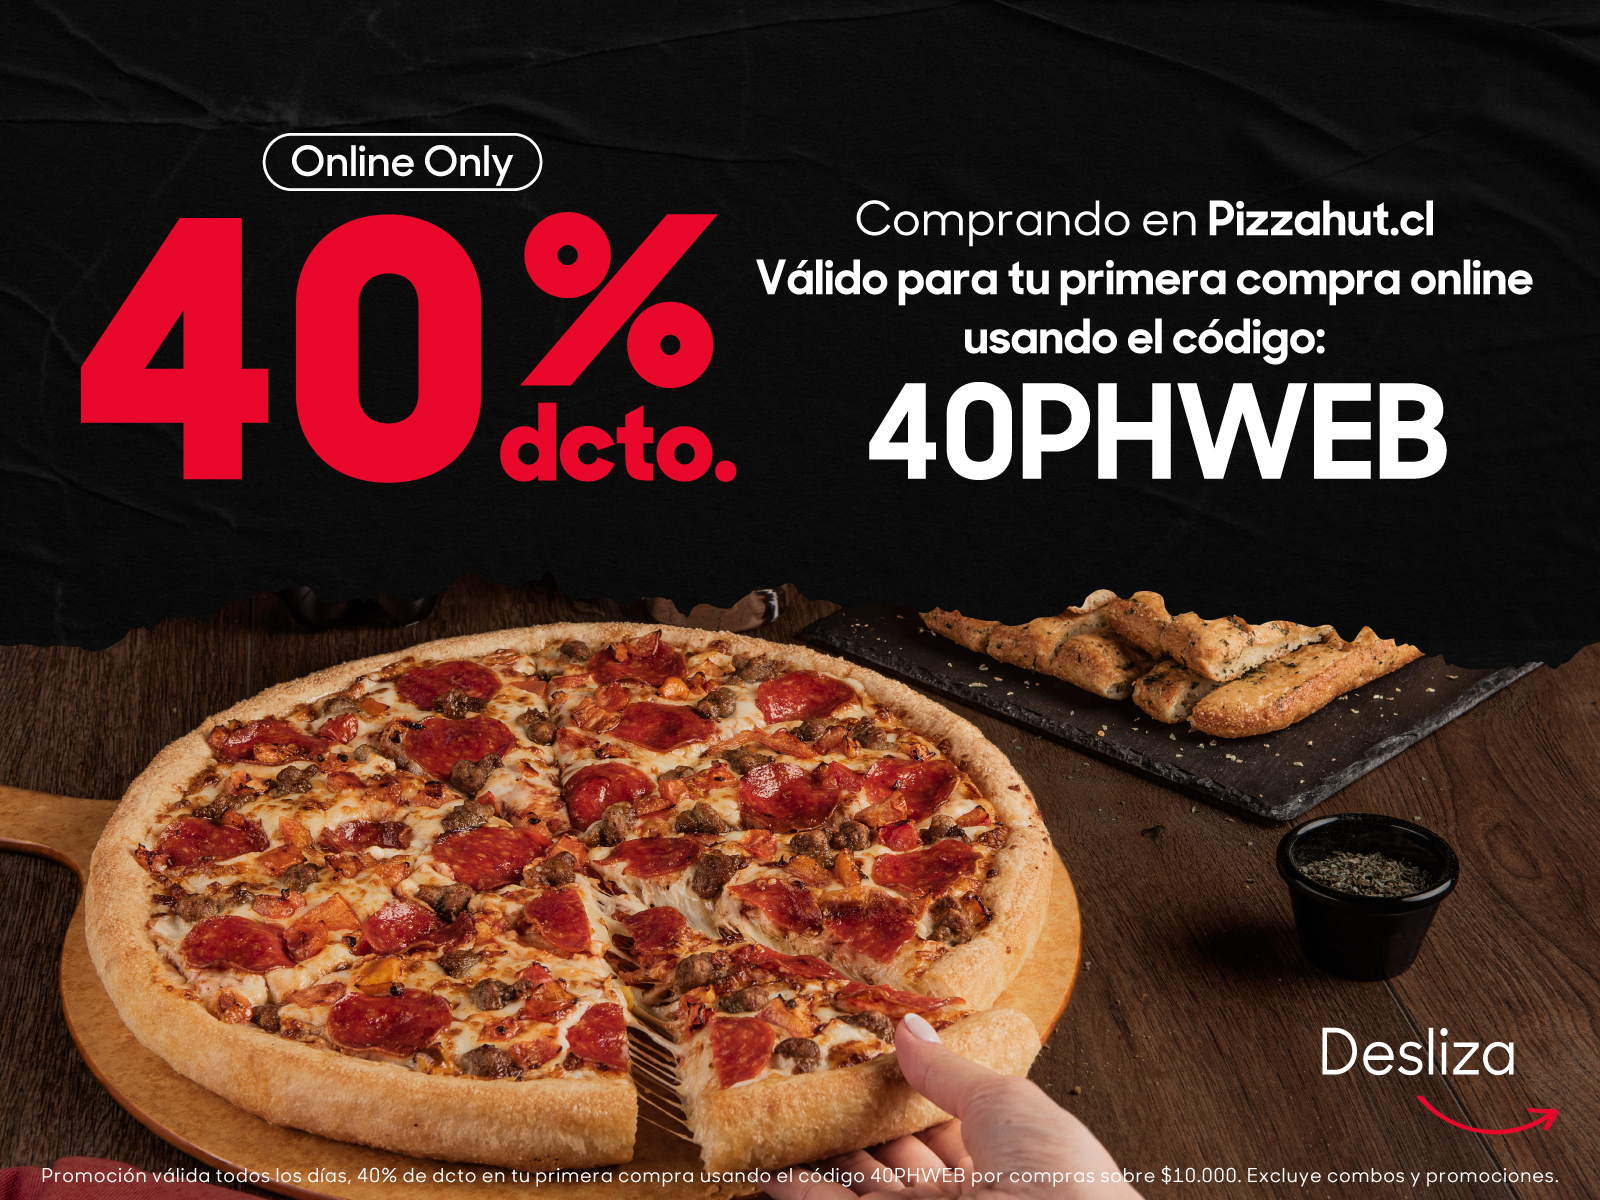 Online Only
40%
dcto.
Comprando en Pizzahut.cl
Válido para tu primera compra online
usando el código:
40PHWEB
Desliza
Promoción válida todos los días, 40% de dcto en tu primera compra usando el código 40PHWEB por compras sobre $10.000. Excluye combos y promociones.